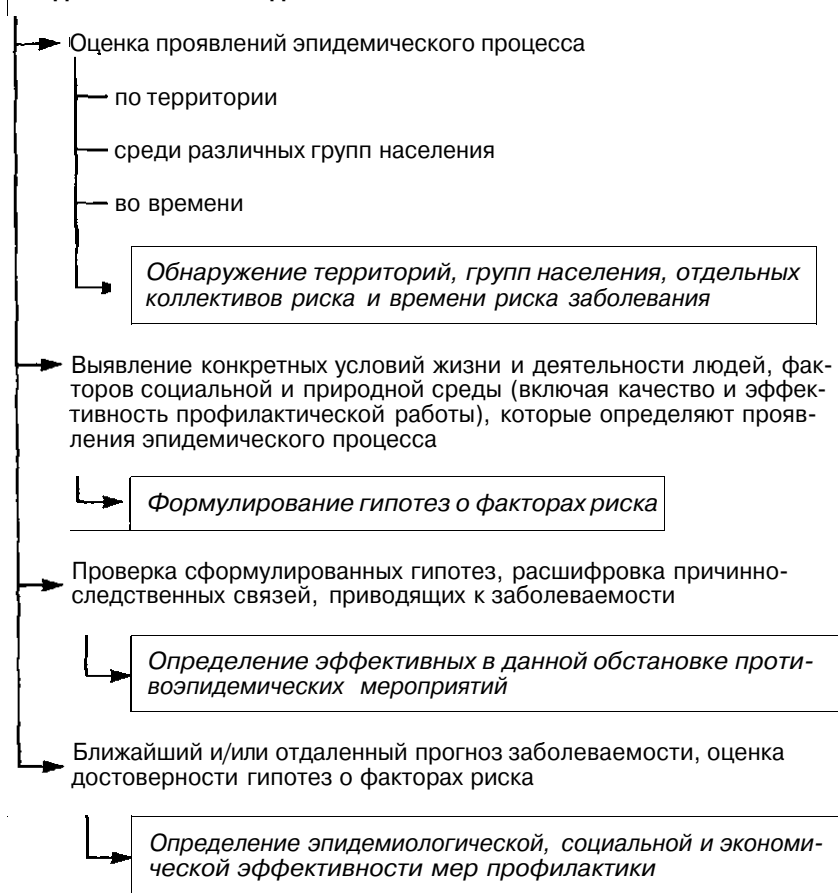 Оценка проявлений эпидемического процесса
по территории
среди различных групп населения
во времени
Обнаружение территорий, групп населения, отдельных
коллективов риска и времени риска заболевания
Выявление конкретных условий жизни и деятельности людей, фак-
торов социальной и природной среды (включая качество и эффек-
тивность профилактической работы), которые определяют прояв-
ления эпидемического процесса
Формулирование гипотез о факторах риска
Проверка сформулированных гипотез, расшифровка причинно-
следственных связей, приводящих к заболеваемости
Определение эффективных в данной обстановке проти-
воэпидемических мероприятий
Ближайший и/или отдаленный прогноз заболеваемости, оценка
достоверности гипотез о факторах риска
Определение эпидемиологической, социальной и экономи-
ческой эффективности мер профилактики